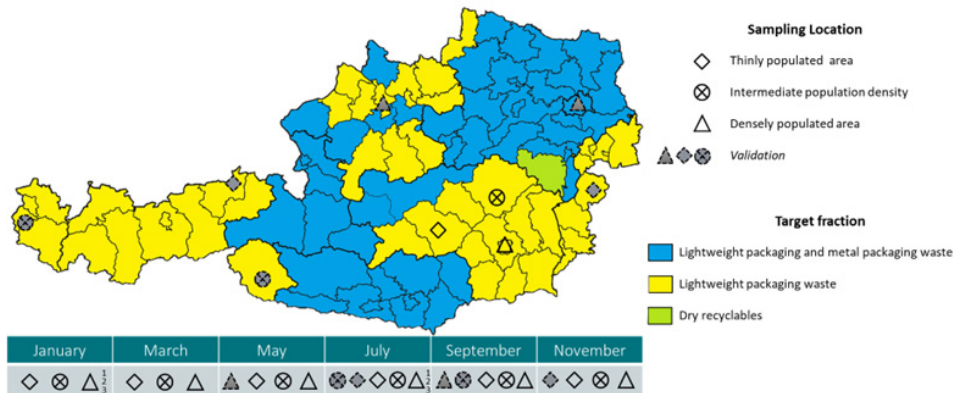 Sampling Location
Thinly populated area
Intermediate population density
Densely populated area
Validation
Target fraction
Lightweight packaging and metal packaging waste
Lightweight packaging waste
Dry recyclables
January March May July September November
1
2
3
1
2
3